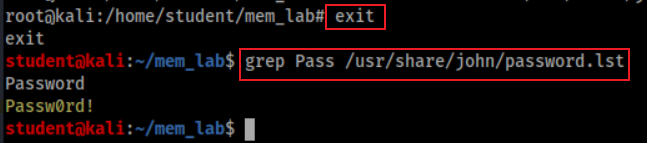 root@kali:/home/student/mem_lab# exit
exit
student@kali:~/mem_lab$ grep Pass /usr/share/john/password.lst
Password
Passw0rd!
student@kali:~/mem_lab$